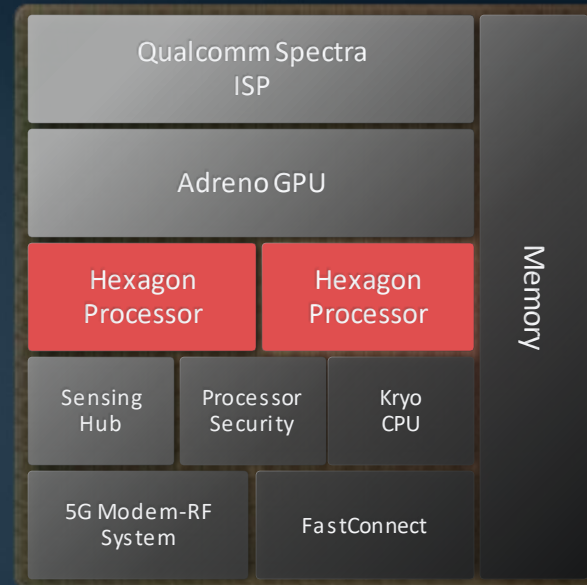 Qualcomm Spectra
ISP
Adreno GPU
Hexagon
Processor
Hexagon
Processor
Memory
Sensing
Hub
Processor
Security
Kryo
CPU
5G Modem-RF
System
FastConnect